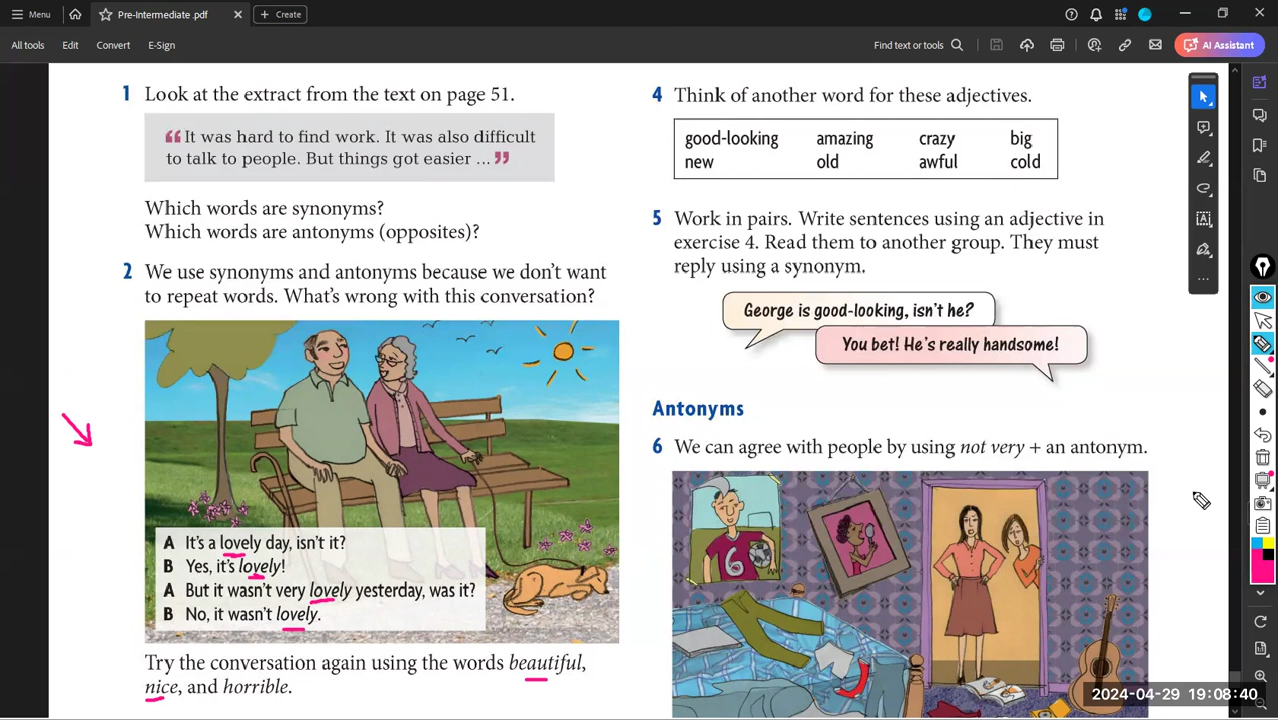 Menu
Pre-Intermediate .pdf
Create
All tools
Edit
Convert
E-Sign
Find text or tools
AI Assistant
1 Look at the extract from the text on page 51.
“It was hard to find work. It was also difficult
to talk to people. But things got easier ...”
Which words are synonyms?
Which words are antonyms (opposites)?
2 We use synonyms and antonyms because we don’t want
to repeat words. What’s wrong with this conversation?
A It’s a lovely day, isn’t it?
B Yes, it’s lovely!
A But it wasn’t very lovely yesterday, was it?
B No, it wasn’t lovely.
Try the conversation again using the words beautiful,
nice, and horrible.
4 Think of another word for these adjectives.
good-looking amazing crazy big
new old awful cold
5 Work in pairs. Write sentences using an adjective in
exercise 4. Read them to another group. They must
reply using a synonym.
George is good-looking, isn’t he?
You bet! He’s really handsome!
Antonyms
6 We can agree with people by using not very + an antonym.
6
2024-04-29 19:08:40